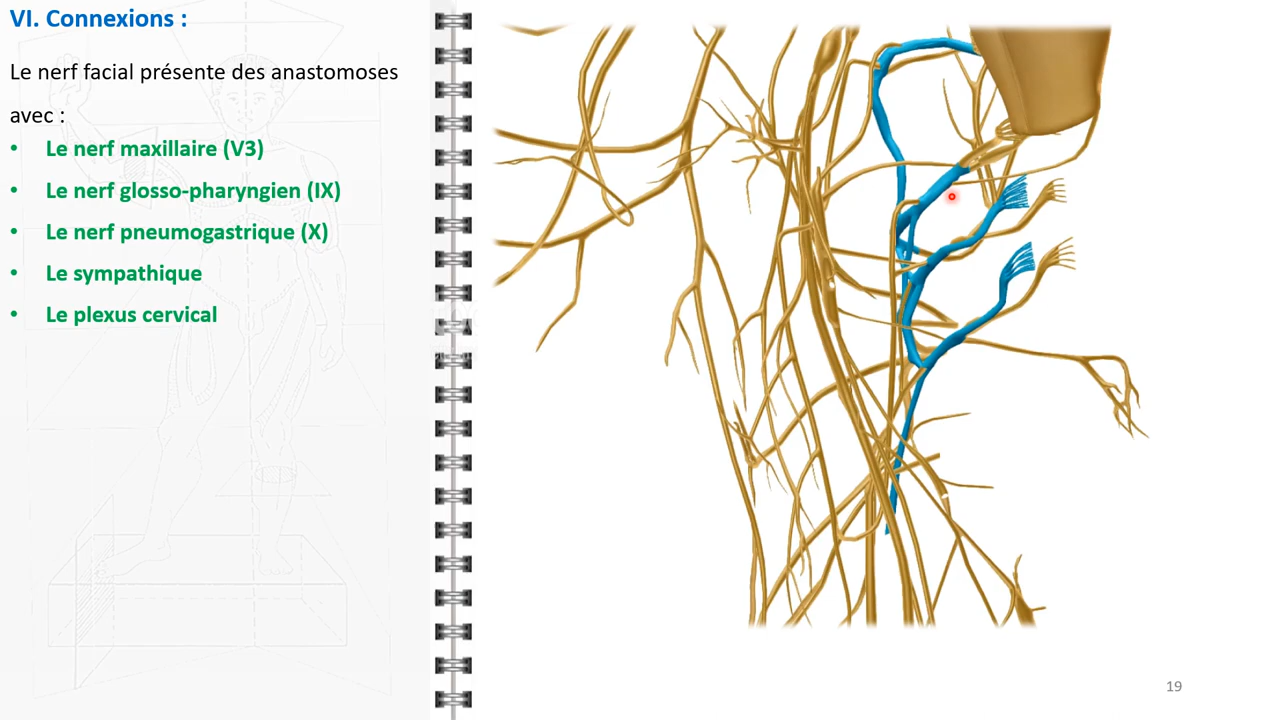 VI. Connexions :
Le nerf facial présente des anastomoses
avec :
• Le nerf maxillaire (V3)
• Le nerf glosso-pharyngien (IX)
• Le nerf pneumogastrique (X)
• Le sympathique
• Le plexus cervical
19